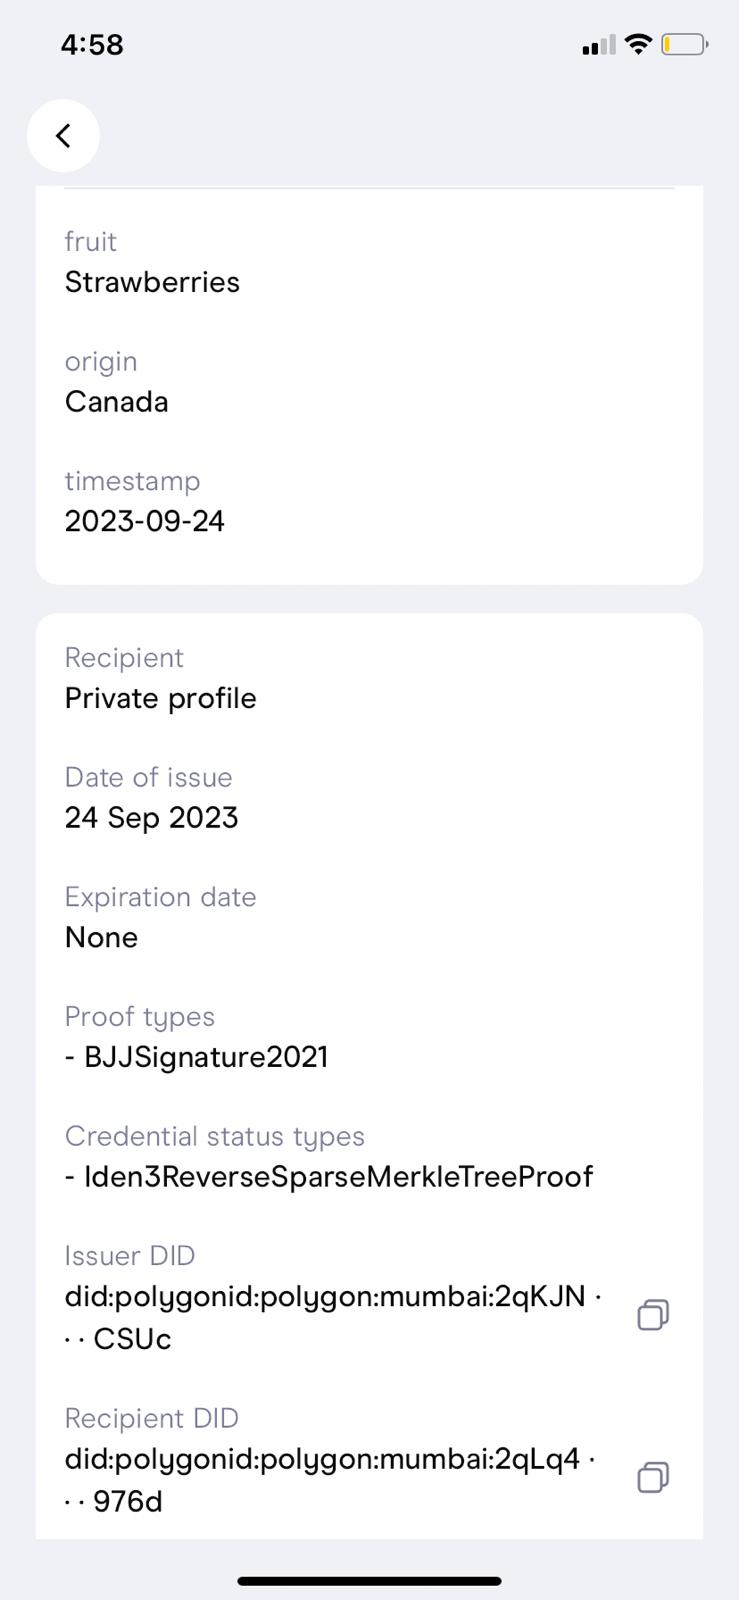 4:58
fruit
Strawberries
origin
Canada
timestamp
2023-09-24
Recipient
Private profile
Date of issue
24 Sep 2023
Expiration date
None
Proof types
- BJJSignature2021
Credential status types
- Iden3ReverseSparseMerkleTreeProof
Issuer DID
did:polygonid:polygon:mumbai:2qKJN ·
· · CSUc
Recipient DID
did:polygonid:polygon:mumbai:2qLq4 ·
· · 976d